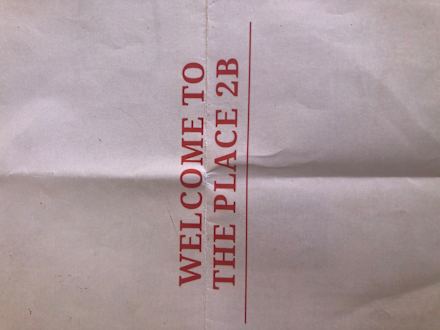 WELCOME TO
THE PLACE 2B